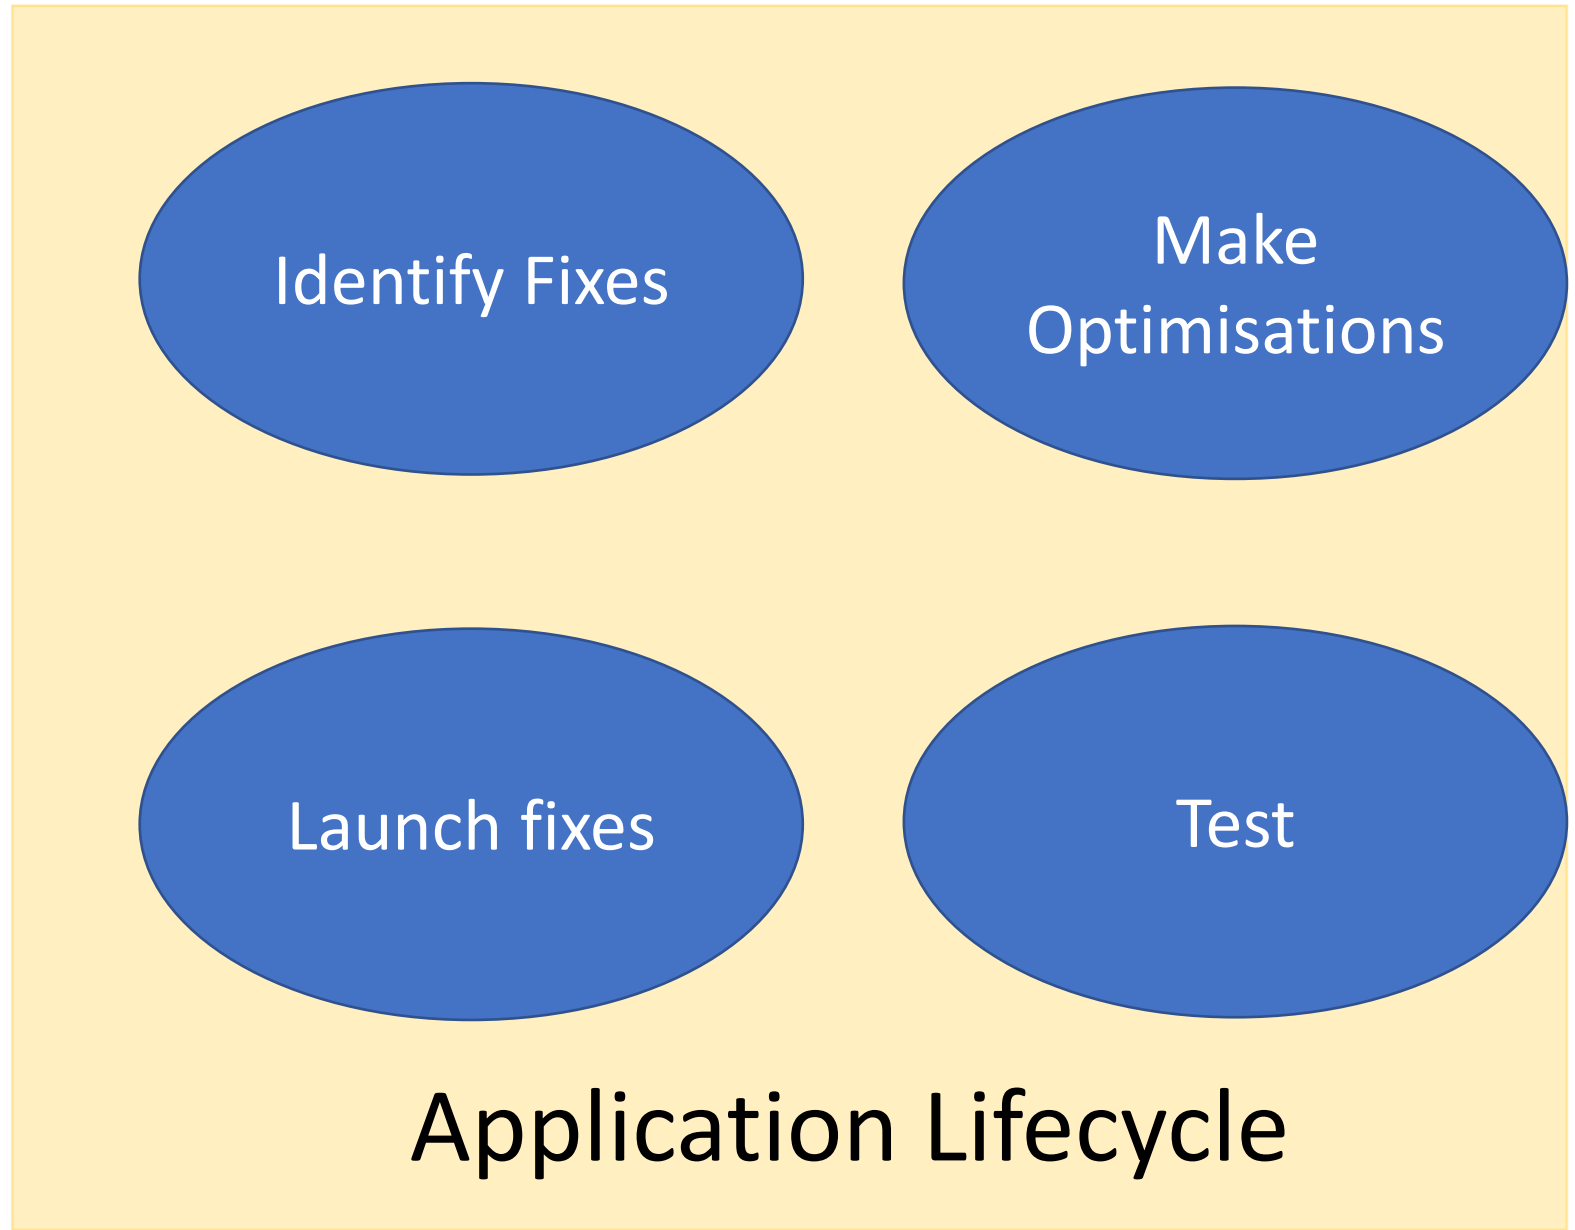 Identify Fixes
Make
Optimisations
Launch fixes
Test
Application Lifecycle